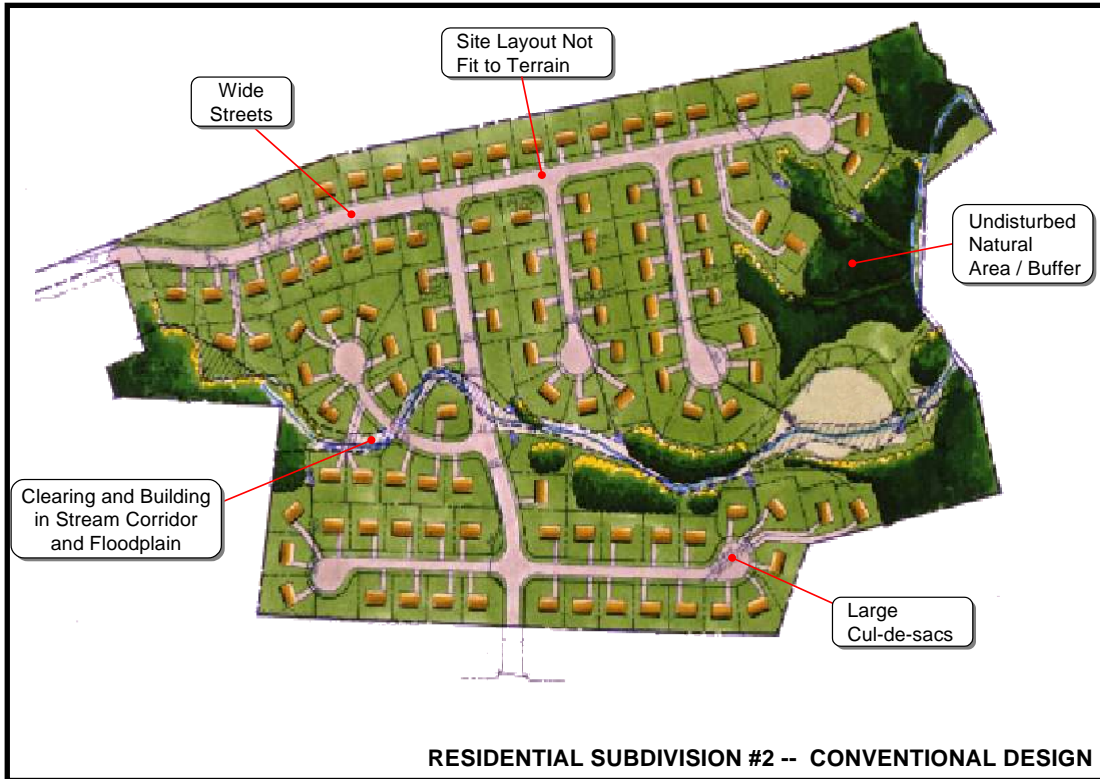 Site Layout Not
Fit to Terrain
Wide
Streets
Undisturbed
Natural
Area / Buffer
Clearing and Building
in Stream Corridor
and Floodplain
Large
Cul-de-sacs
RESIDENTIAL SUBDIVISION #2 -- CONVENTIONAL DESIGN